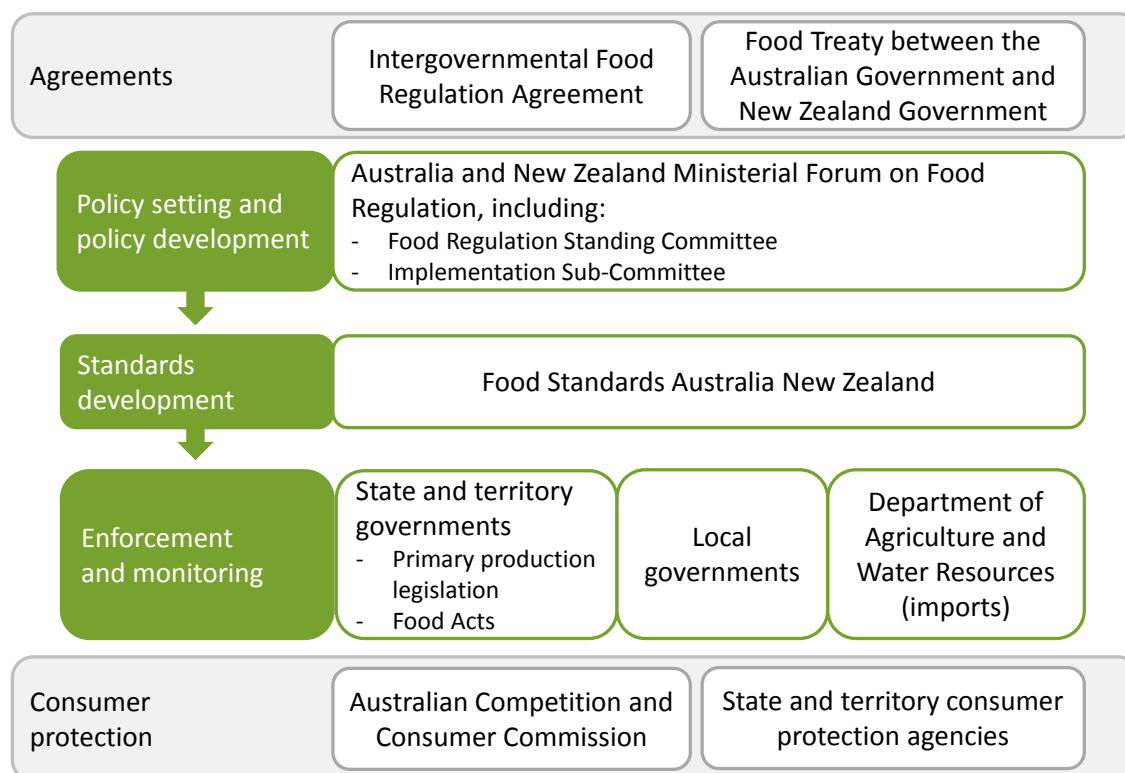 Agreements
Intergovernmental Food
Regulation Agreement
Food Treaty between the
Australian Government and
New Zealand Government
Policy setting and
policy development
Australia and New Zealand Ministerial Forum on Food
Regulation, including:
- Food Regulation Standing Committee
- Implementation Sub-Committee
Standards
development
Food Standards Australia New Zealand
Enforcement
and monitoring
State and territory
governments
- Primary production
legislation
- Food Acts
Local
governments
Department of
Agriculture and
Water Resources
(imports)
Consumer
protection
Australian Competition and
Consumer Commission
State and territory consumer
protection agencies